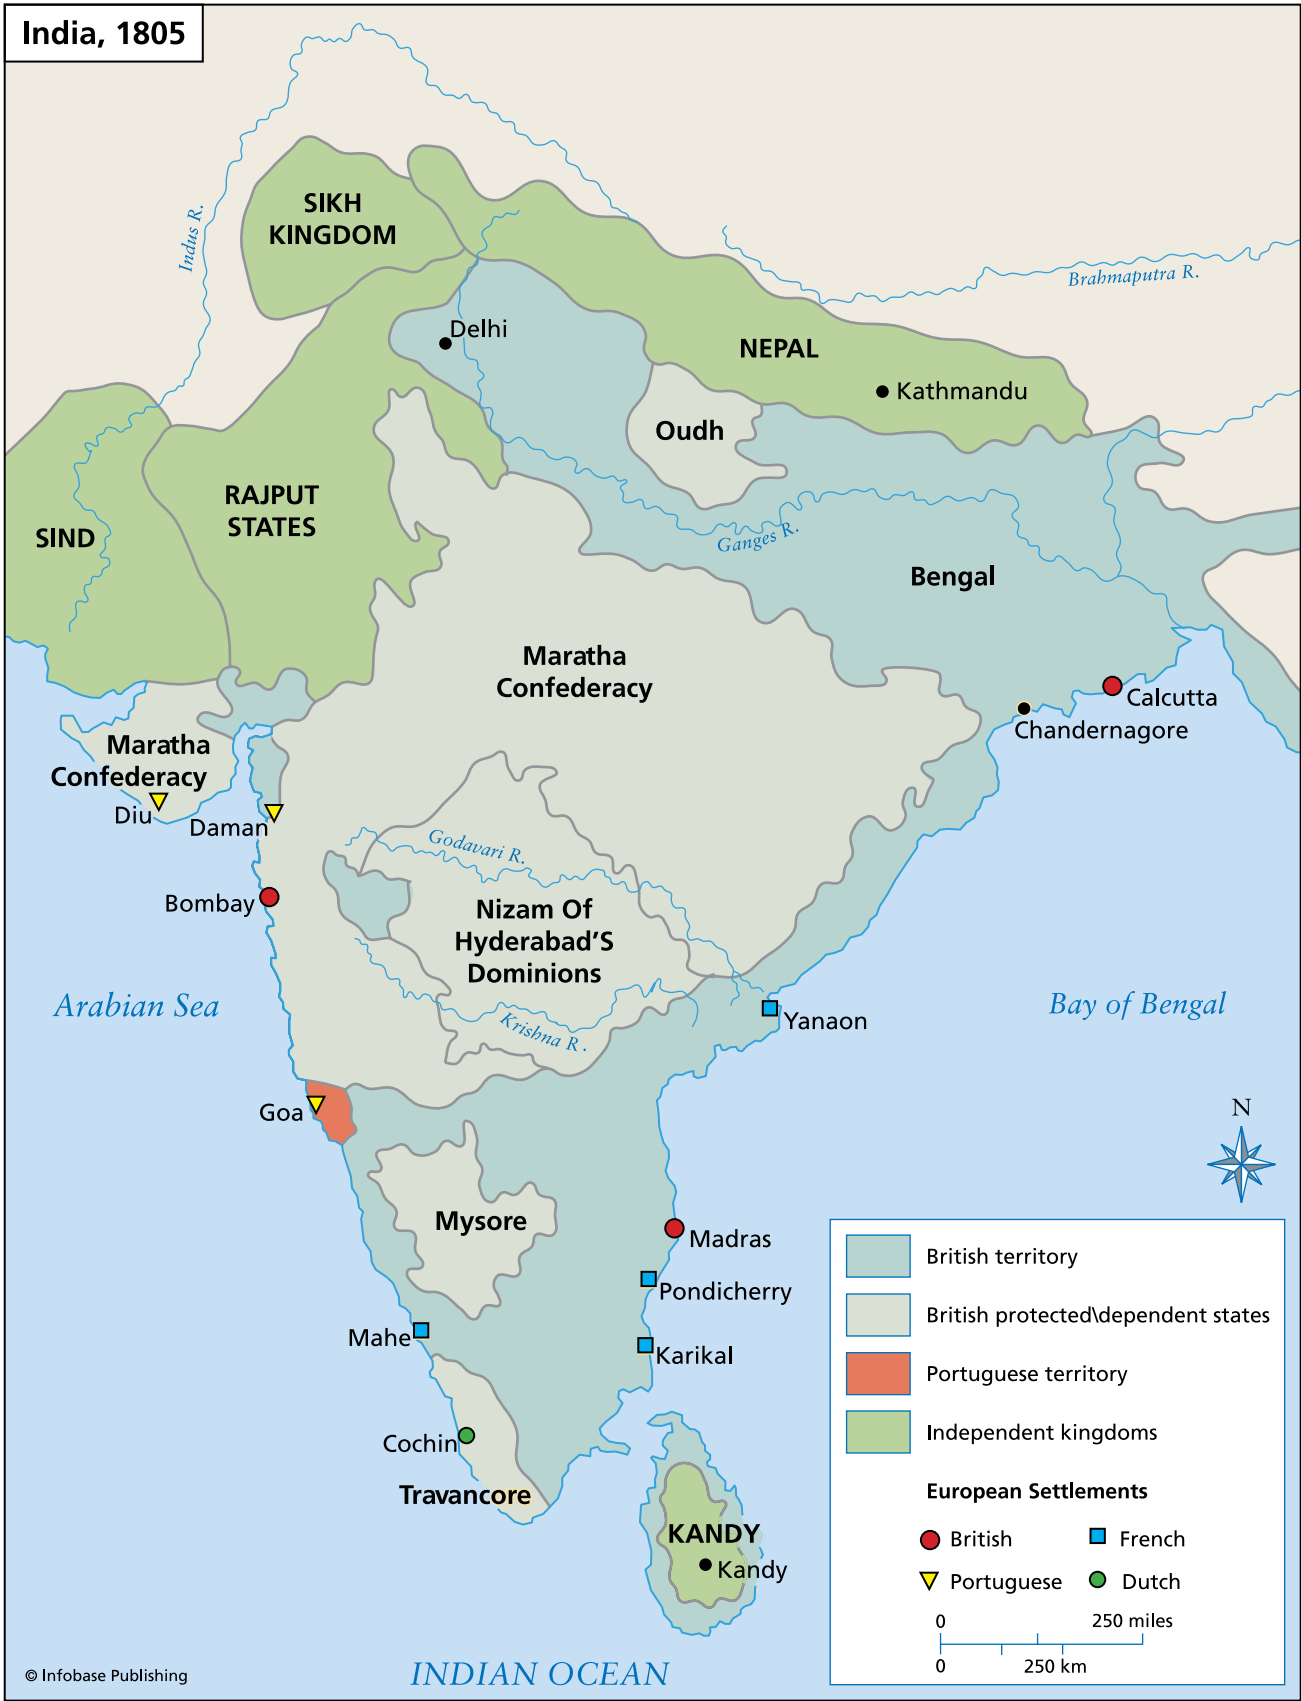 India, 1805
Indus R.
SIKH
KINGDOM
Brahmaputra R.
Delhi
NEPAL
Kathmandu
Oudh
RAJPUT
STATES
SIND
Ganges R.
Bengal
Maratha
Confederacy
Calcutta
Chandernagore
Maratha
Confederacy
Diu
Daman
Godavari R.
Bombay
Nizam Of
Hyderabad'S
Dominions
Arabian Sea
Bay of Bengal
Krishna R.
Yanaon
Goa
N
Mysore
Madras
Pondicherry
Mahe
Karikal
Cochin
Travancore
KANDY
Kandy
British territory
British protected\dependent states
Portuguese territory
Independent kingdoms
European Settlements
British
French
Portuguese
Dutch
0 250 miles
0 250 km
© Infobase Publishing
INDIAN OCEAN